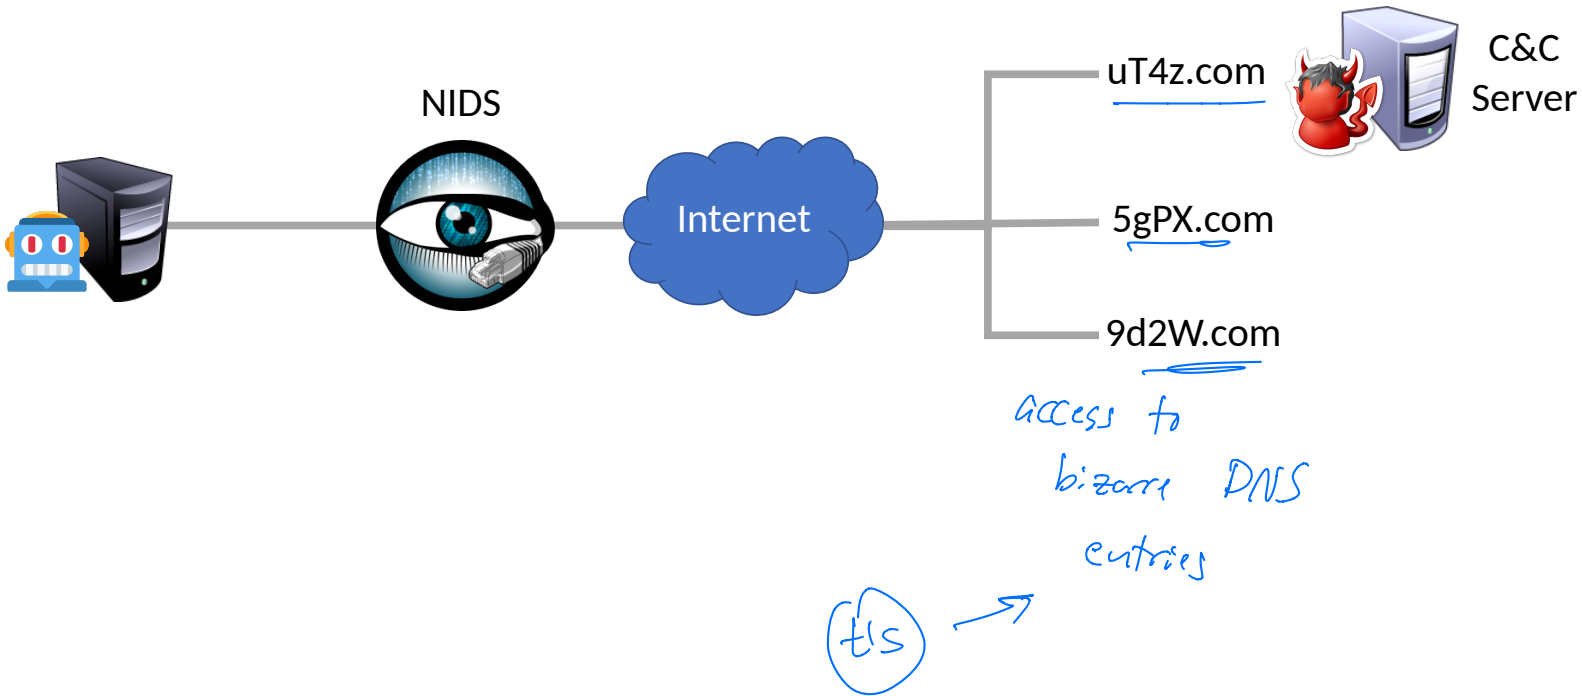 NIDS
Internet
uT4z.com
C&C
Server
5gPX.com
9d2W.com
access to
bizarre DNS
entries
tls